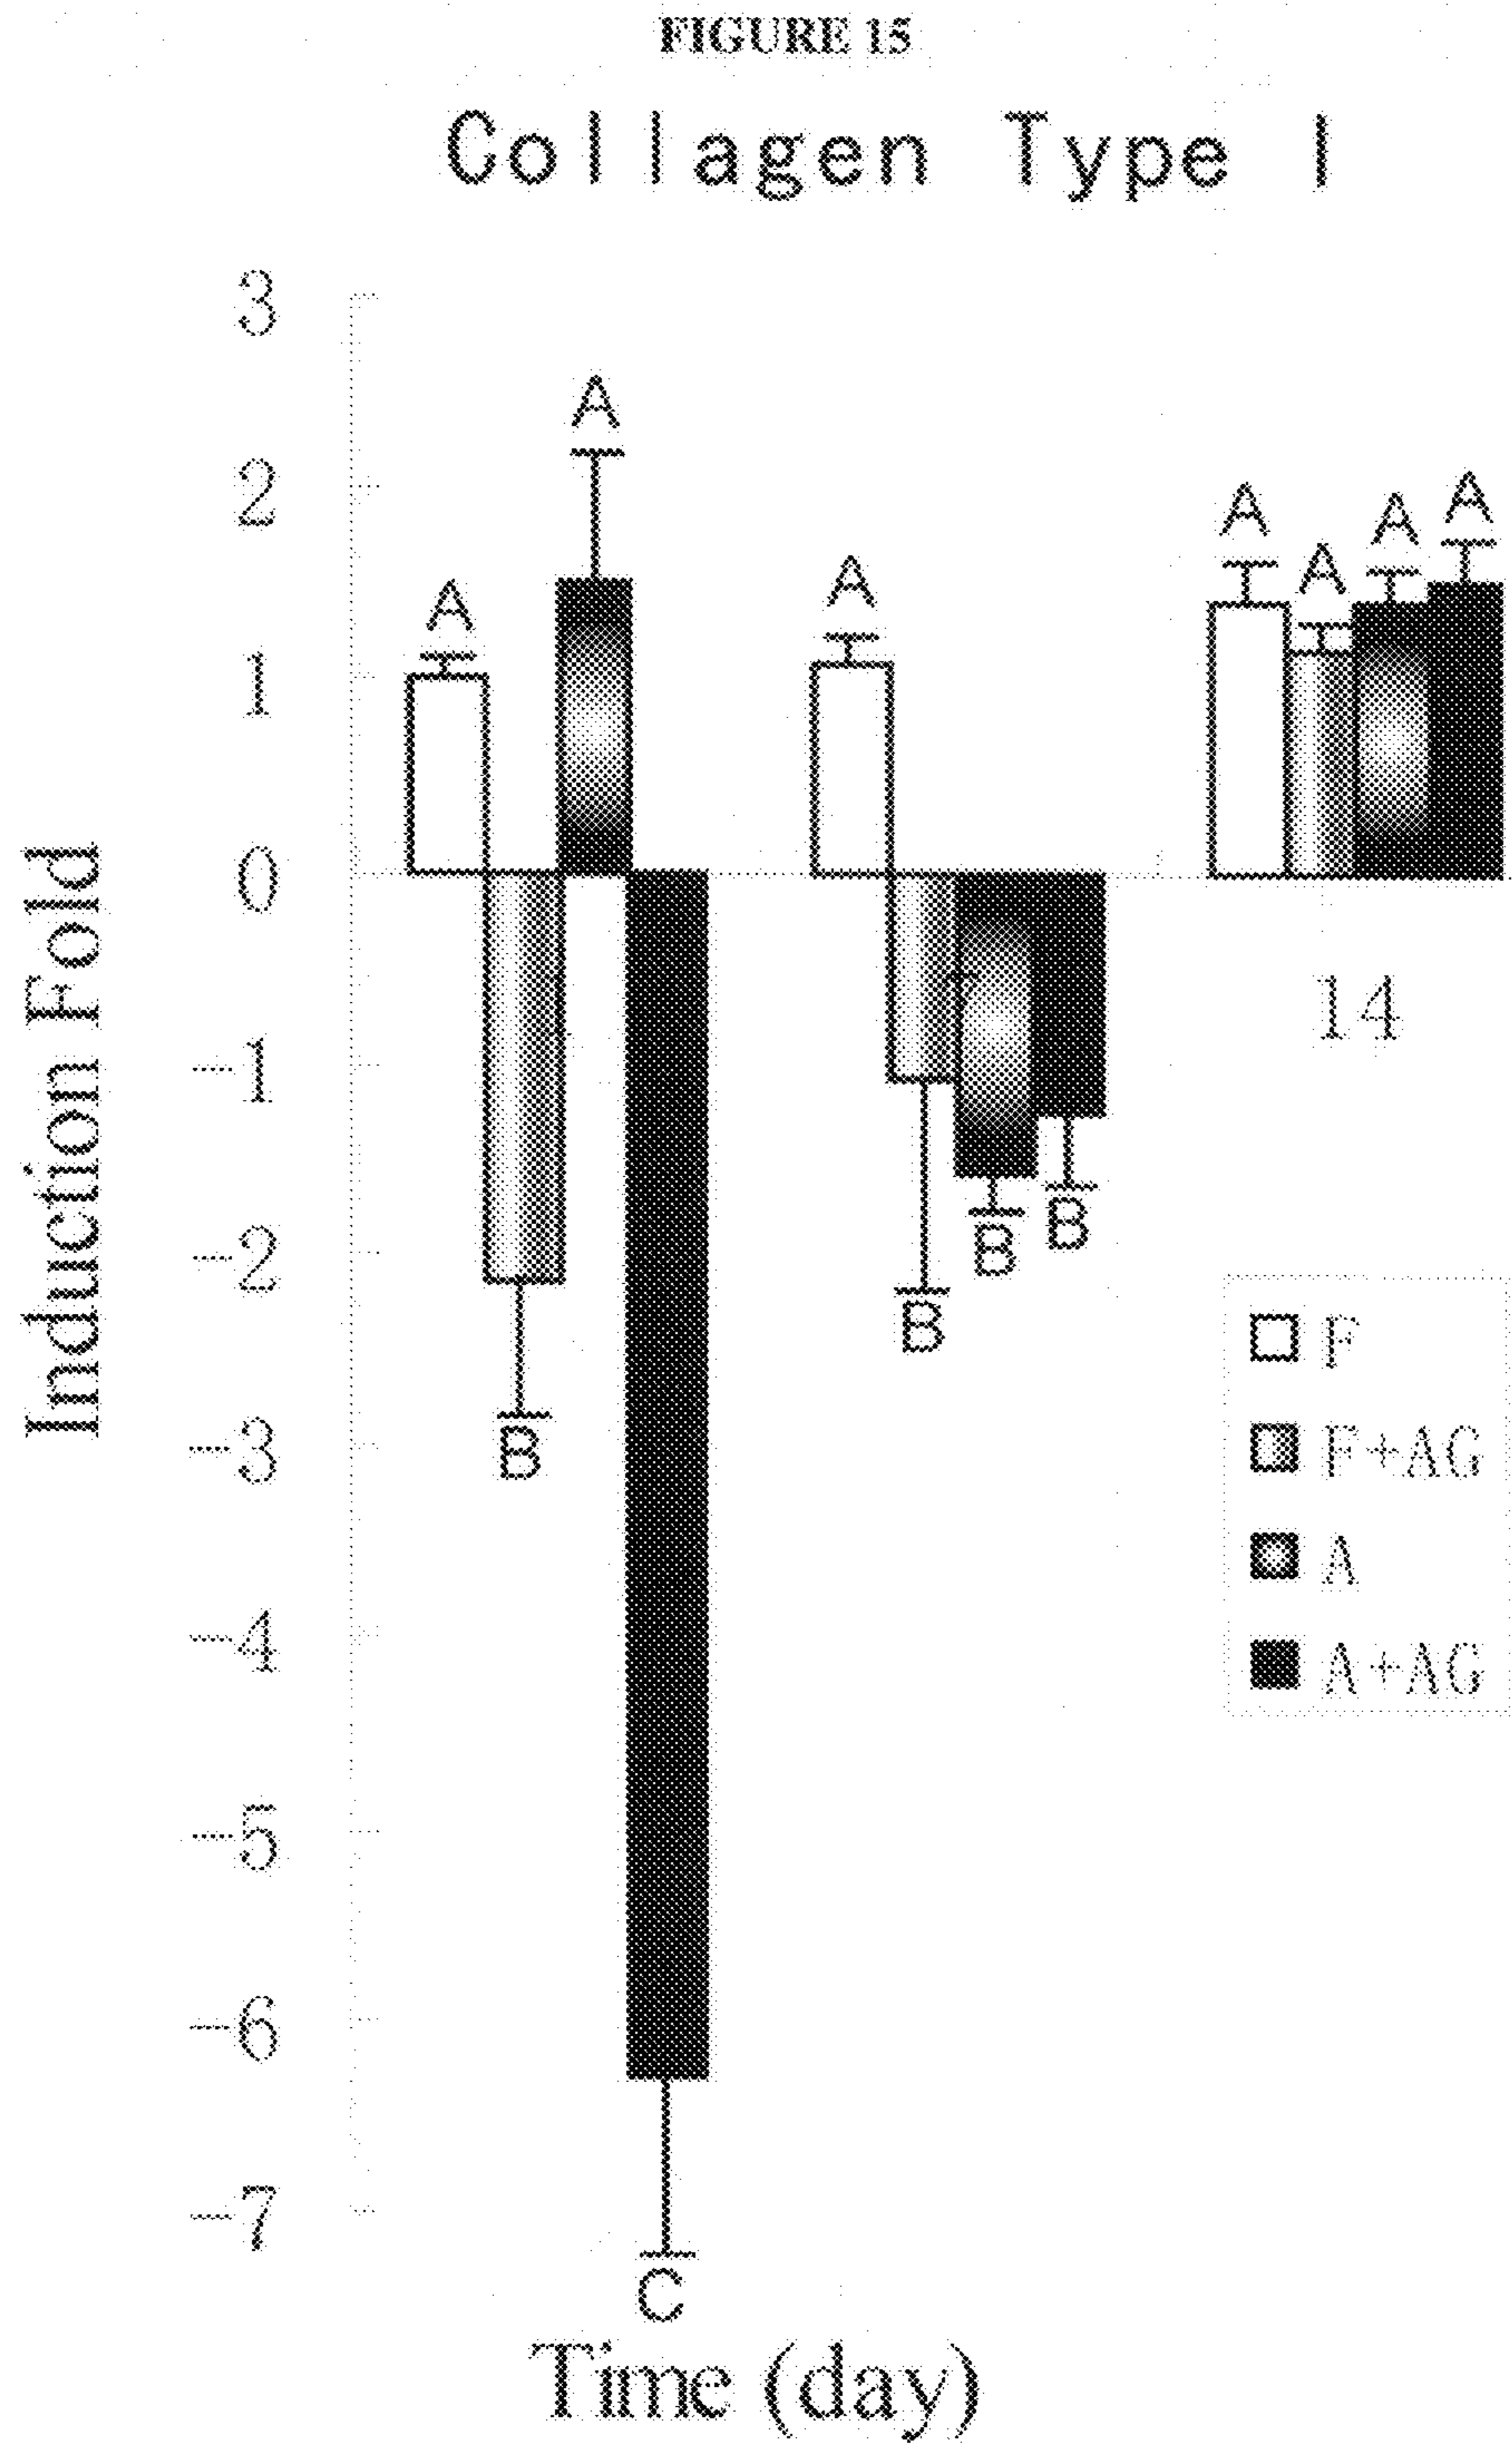 FIGURE 15
Collagen Type I
3
2
1
0
-1
-2
-3
-4
-5
-6
-7
Induction Fold
A
B
A
C
A
B
B
B
A
A
A
A
7
14
F
F+AG
A
A+AG
Time (day)